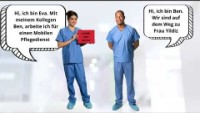 Hi, ich bin Eva. Mit
meinem Kollegen
Ben, arbeite ich für
einen Mobilen
Pflegedienst
Hi, ich bin Ben.
Wir sind auf
dem Weg zu
Frau Yildiz